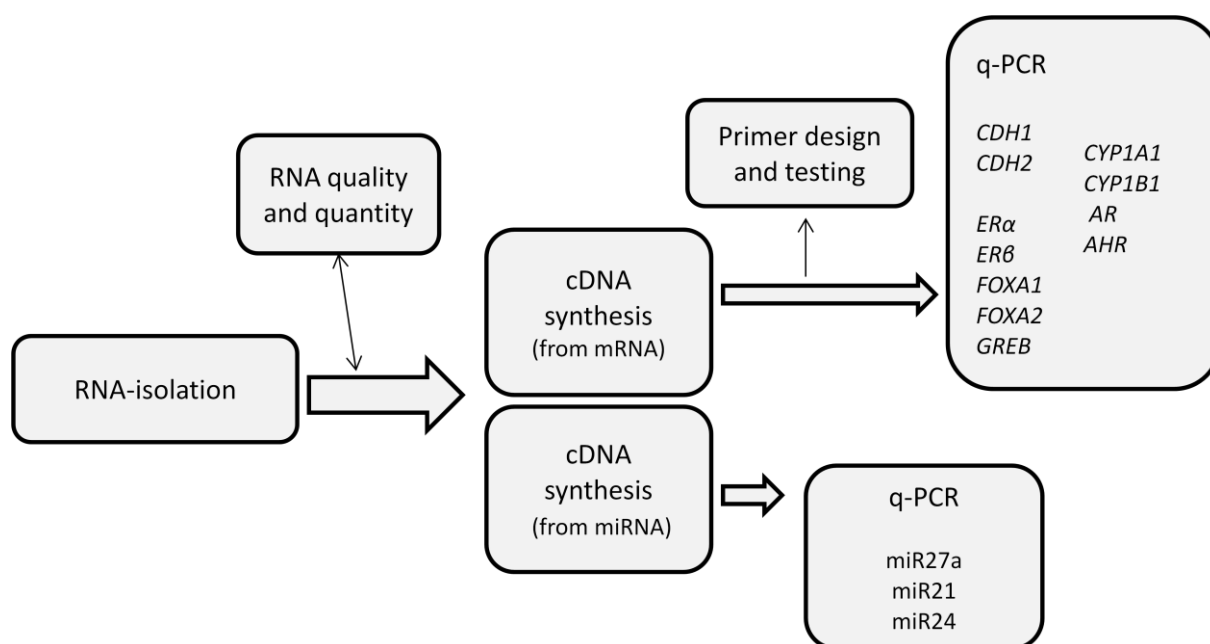 RNA-isolation
RNA quality
and quantity
cDNA
synthesis
(from mRNA)
cDNA
synthesis
(from miRNA)
Primer design
and testing
q-PCR
CDH1
CDH2
ERα
ERβ
FOXA1
FOXA2
GREB
CYP1A1
CYP1B1
AR
AHR
q-PCR
miR27a
miR21
miR24